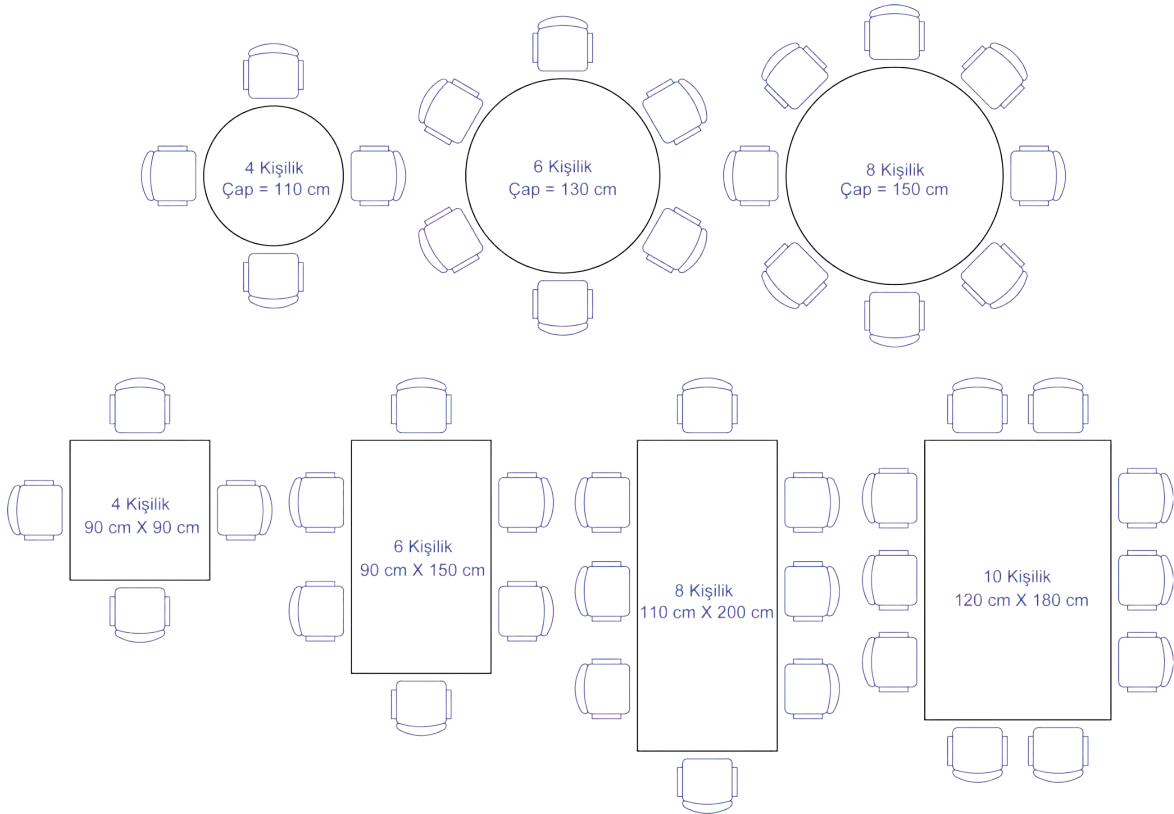 4 Kişilik
Çap = 110 cm
6 Kişilik
Çap = 130 cm
8 Kişilik
Çap = 150 cm
4 Kişilik
90 cm X 90 cm
6 Kişilik
90 cm X 150 cm
8 Kişilik
110 cm X 200 cm
10 Kişilik
120 cm X 180 cm